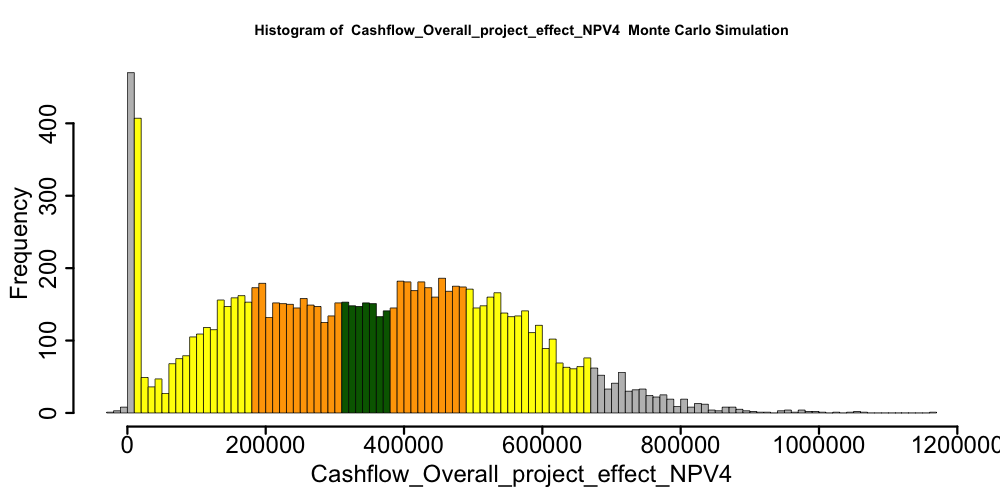 Histogram of Cashflow_Overall_project_effect_NPV4 Monte Carlo Simulation
Frequency
400
300
200
100
0
0 200000 400000 600000 800000 1000000 1200000
Cashflow_Overall_project_effect_NPV4